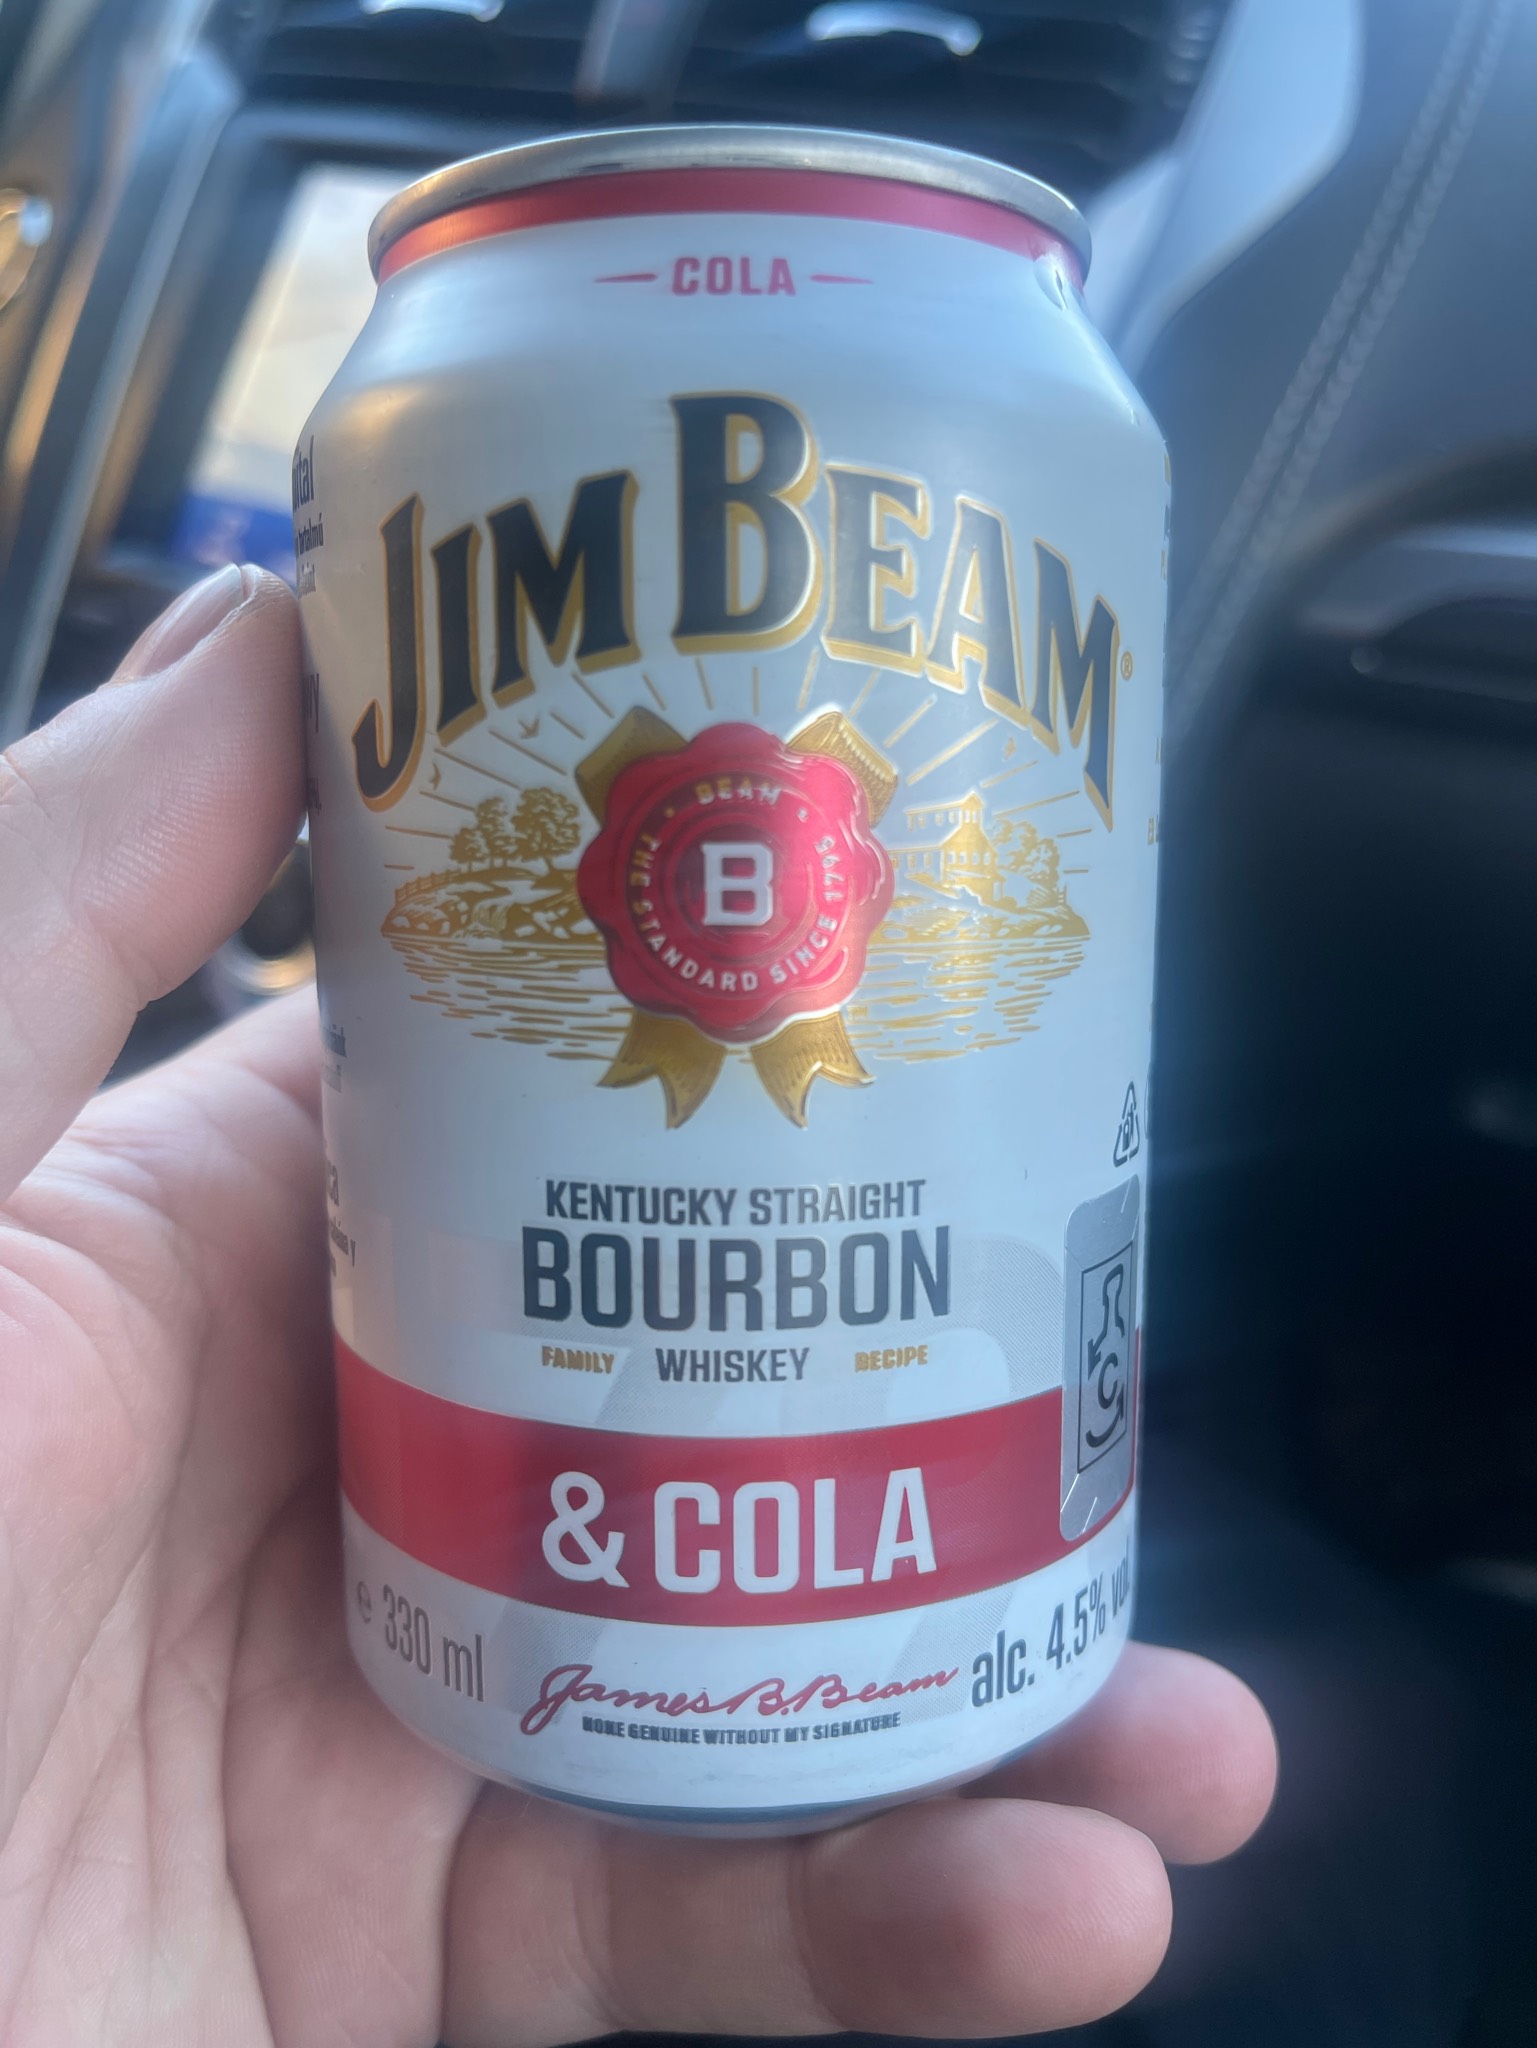 COLA
JIM BEAM®
BEAM
THE STANDARD SINCE 1795
B
KENTUCKY STRAIGHT
BOURBON
FAMILY WHISKEY RECIPE
& COLA
℮ 330 ml
alc. 4.5% vol
James B. Beam
NONE GENUINE WITHOUT MY SIGNATURE
C